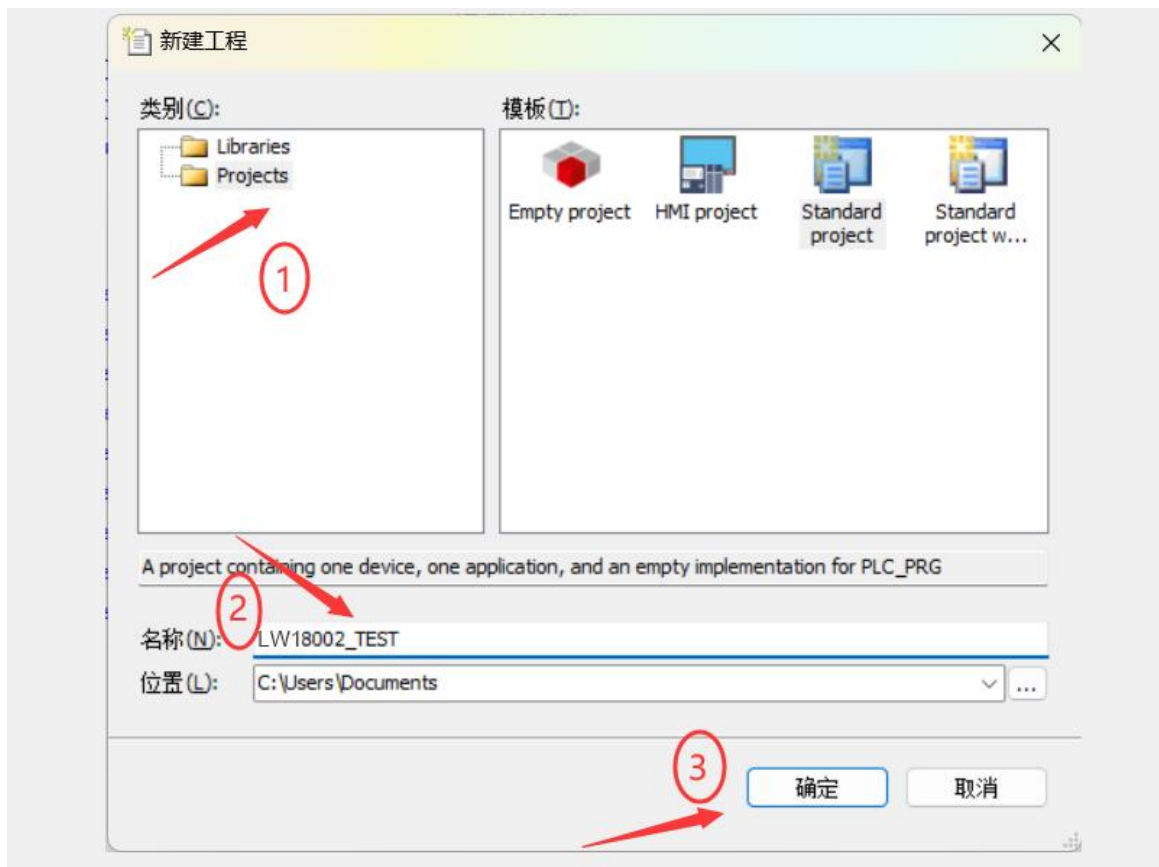 新建工程
类别(C):
模板(T):
Libraries
Projects
Empty project
HMI project
Standard
project
Standard
project w...
1
A project containing one device, one application, and an empty implementation for PLC_PRG
2
名称(N):
LW18002_TEST
位置(L):
C:\Users\Documents
...
3
确定
取消